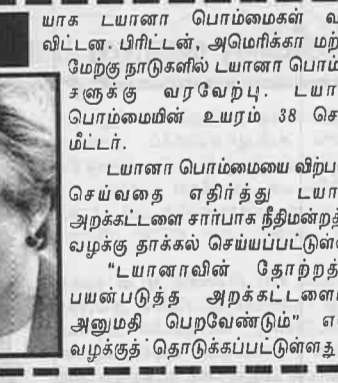 யாக டயானா பொம்மைகள் வ
விட்டன. பிரிட்டன், அமெரிக்கா மற்
மேற்கு நாடுகளில் டயானா பொம்
களுக்கு வரவேற்பு. டயா
பொம்மையின் உயரம் 38 செ
மீட்டர்.
டயானா பொம்மையை விற்ப
செய்வதை எதிர்த்து டயா
அறக்கட்டளை சார்பாக நீதிமன்றத்
வழக்கு தாக்கல் செய்யப்பட்டுள்
"டயானாவின் தோற்றத்
பயன்படுத்த அறக்கட்டளை
அனுமதி பெறவேண்டும்" எ
வழக்குத் தொடுக்கப்பட்டுள்ளது